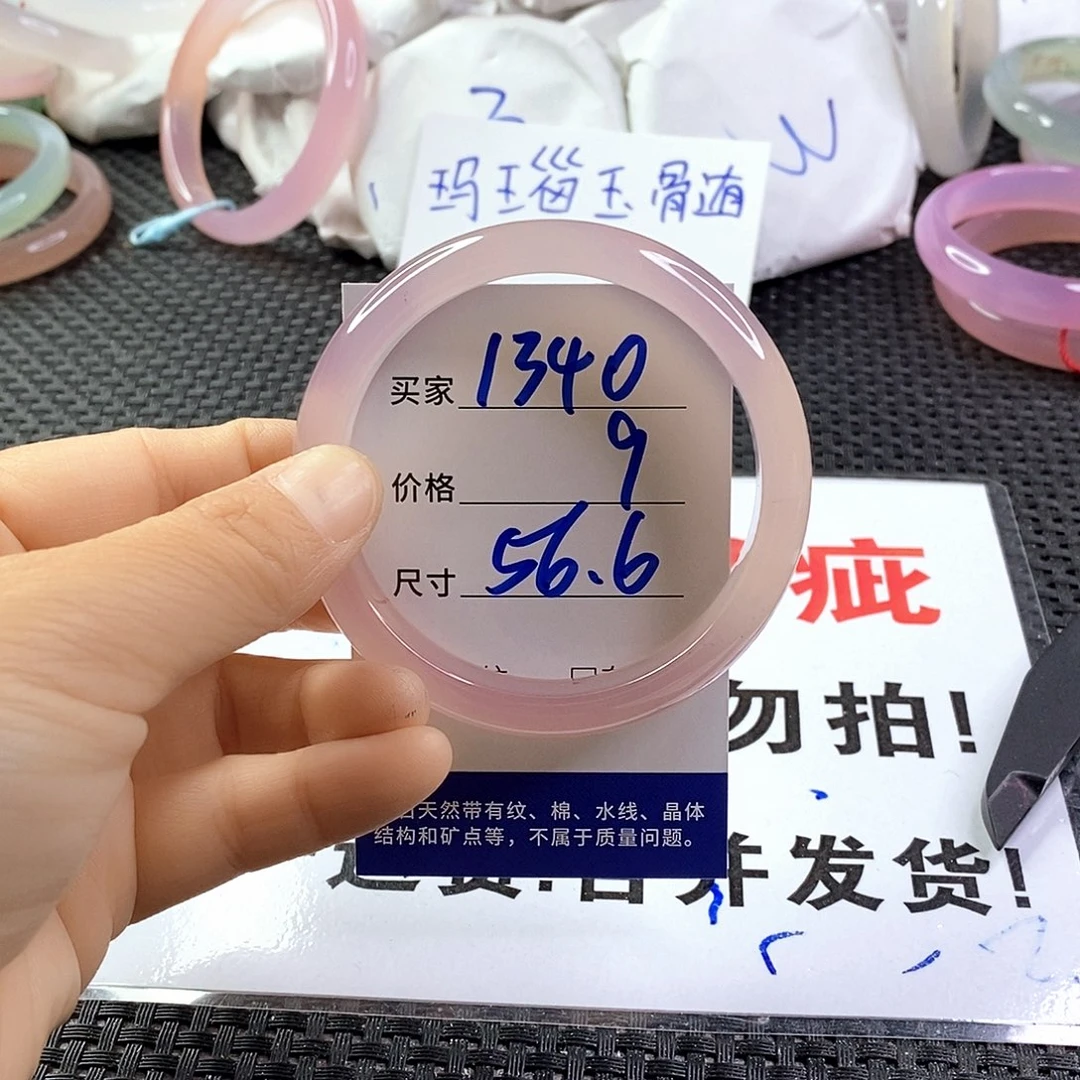 玛瑙玉骨髓
买家 1340
价格 9
尺寸 56.6
天然带有纹、棉、水线、晶体
结构和矿点等，不属于质量问题。
疵
勿拍!
并发货!